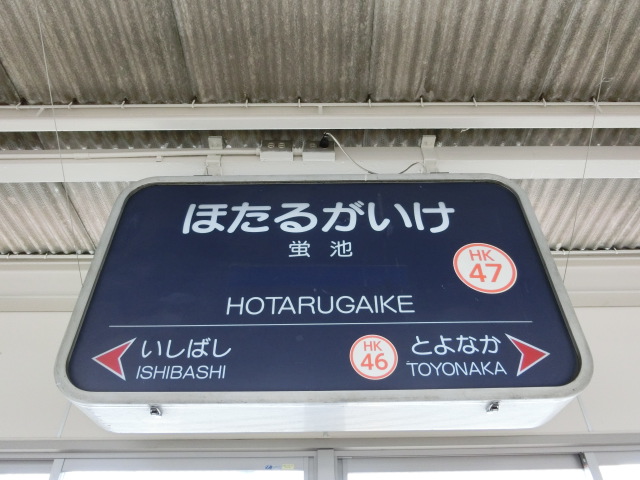 ほたるがいけ
蛍池
HK
47
HOTARUGAIKE
いしばし
ISHIBASHI
HK
46
とよなか
TOYONAKA